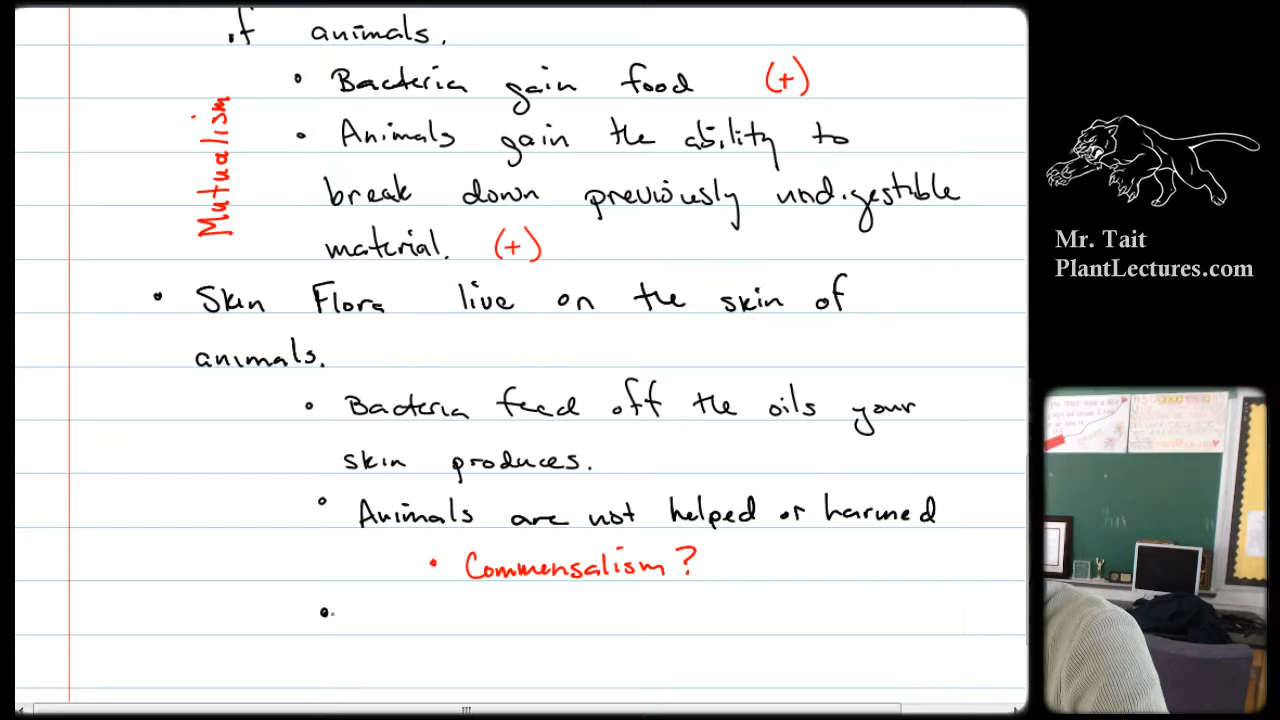 of animals.
• Bacteria gain food (+)
• Animals gain the ability to
break down previously undigestible
material. (+)
Mutualism
• Skin Flora live on the skin of
animals.
• Bacteria feed off the oils your
skin produces.
• Animals are not helped or harmed
• Commensalism?
•
Mr. Tait
PlantLectures.com